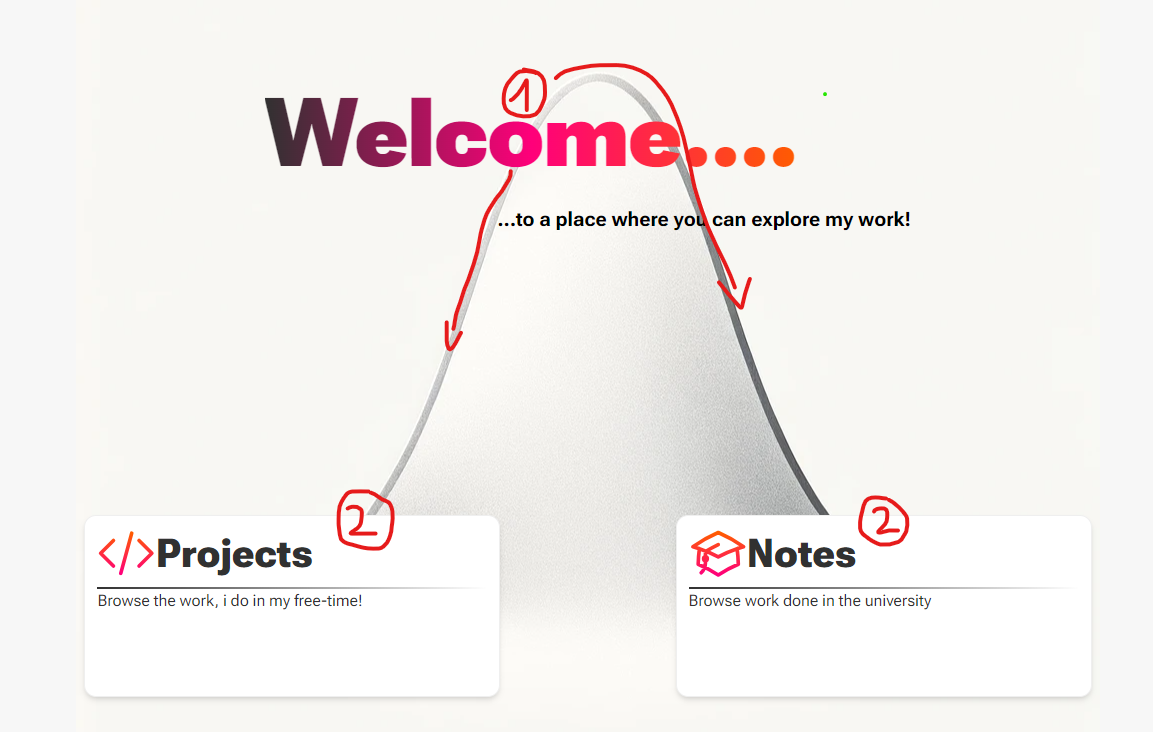 1
Welcome....
...to a place where you can explore my work!
2
2
</> Projects
Notes
Browse the work, i do in my free-time!
Browse work done in the university